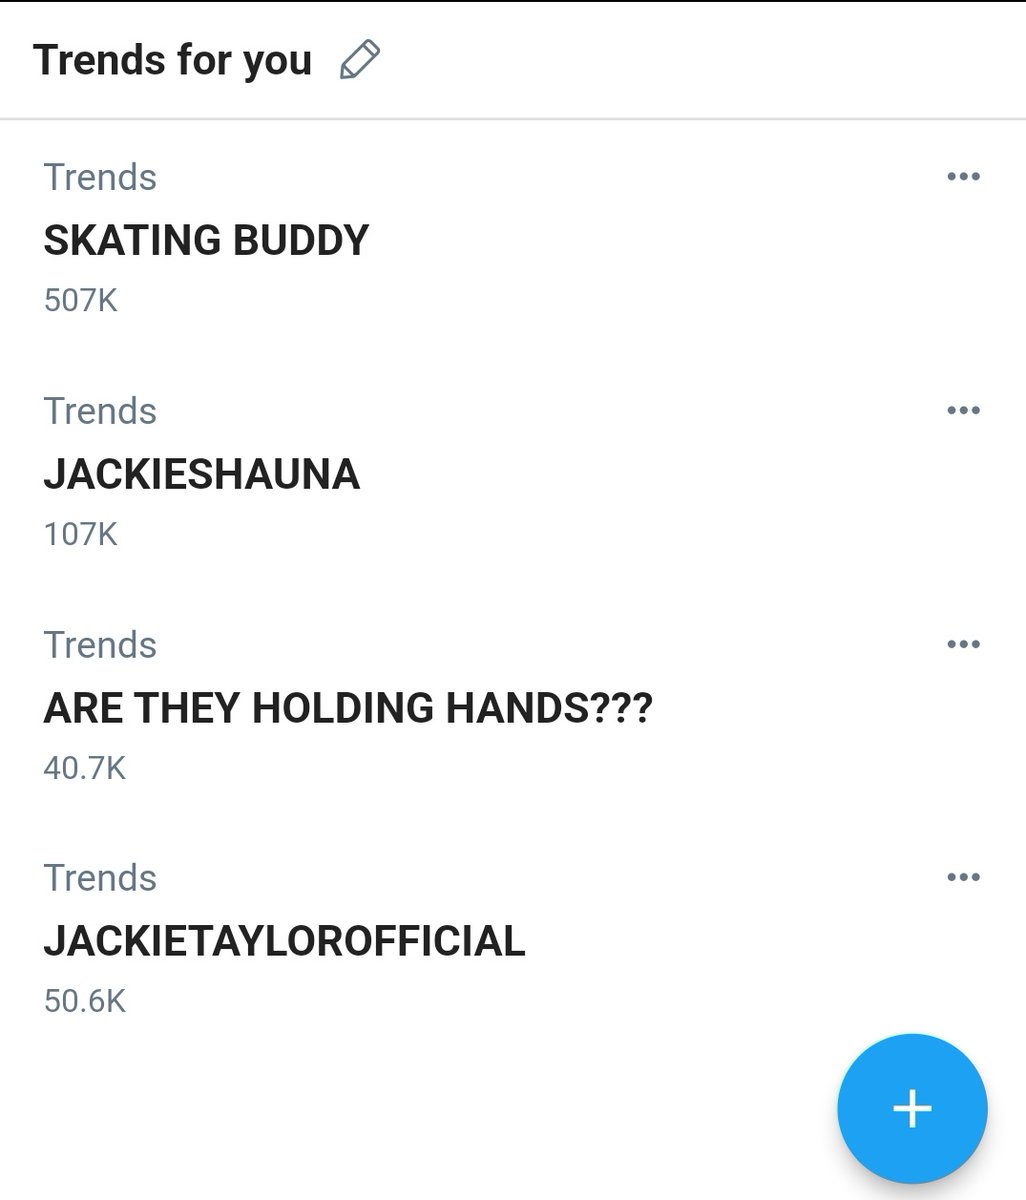 Trends for you
Trends
SKATING BUDDY
507K
Trends
JACKIESHAUNA
107K
Trends
ARE THEY HOLDING HANDS???
40.7K
Trends
JACKIETAYLOROFFICIAL
50.6K